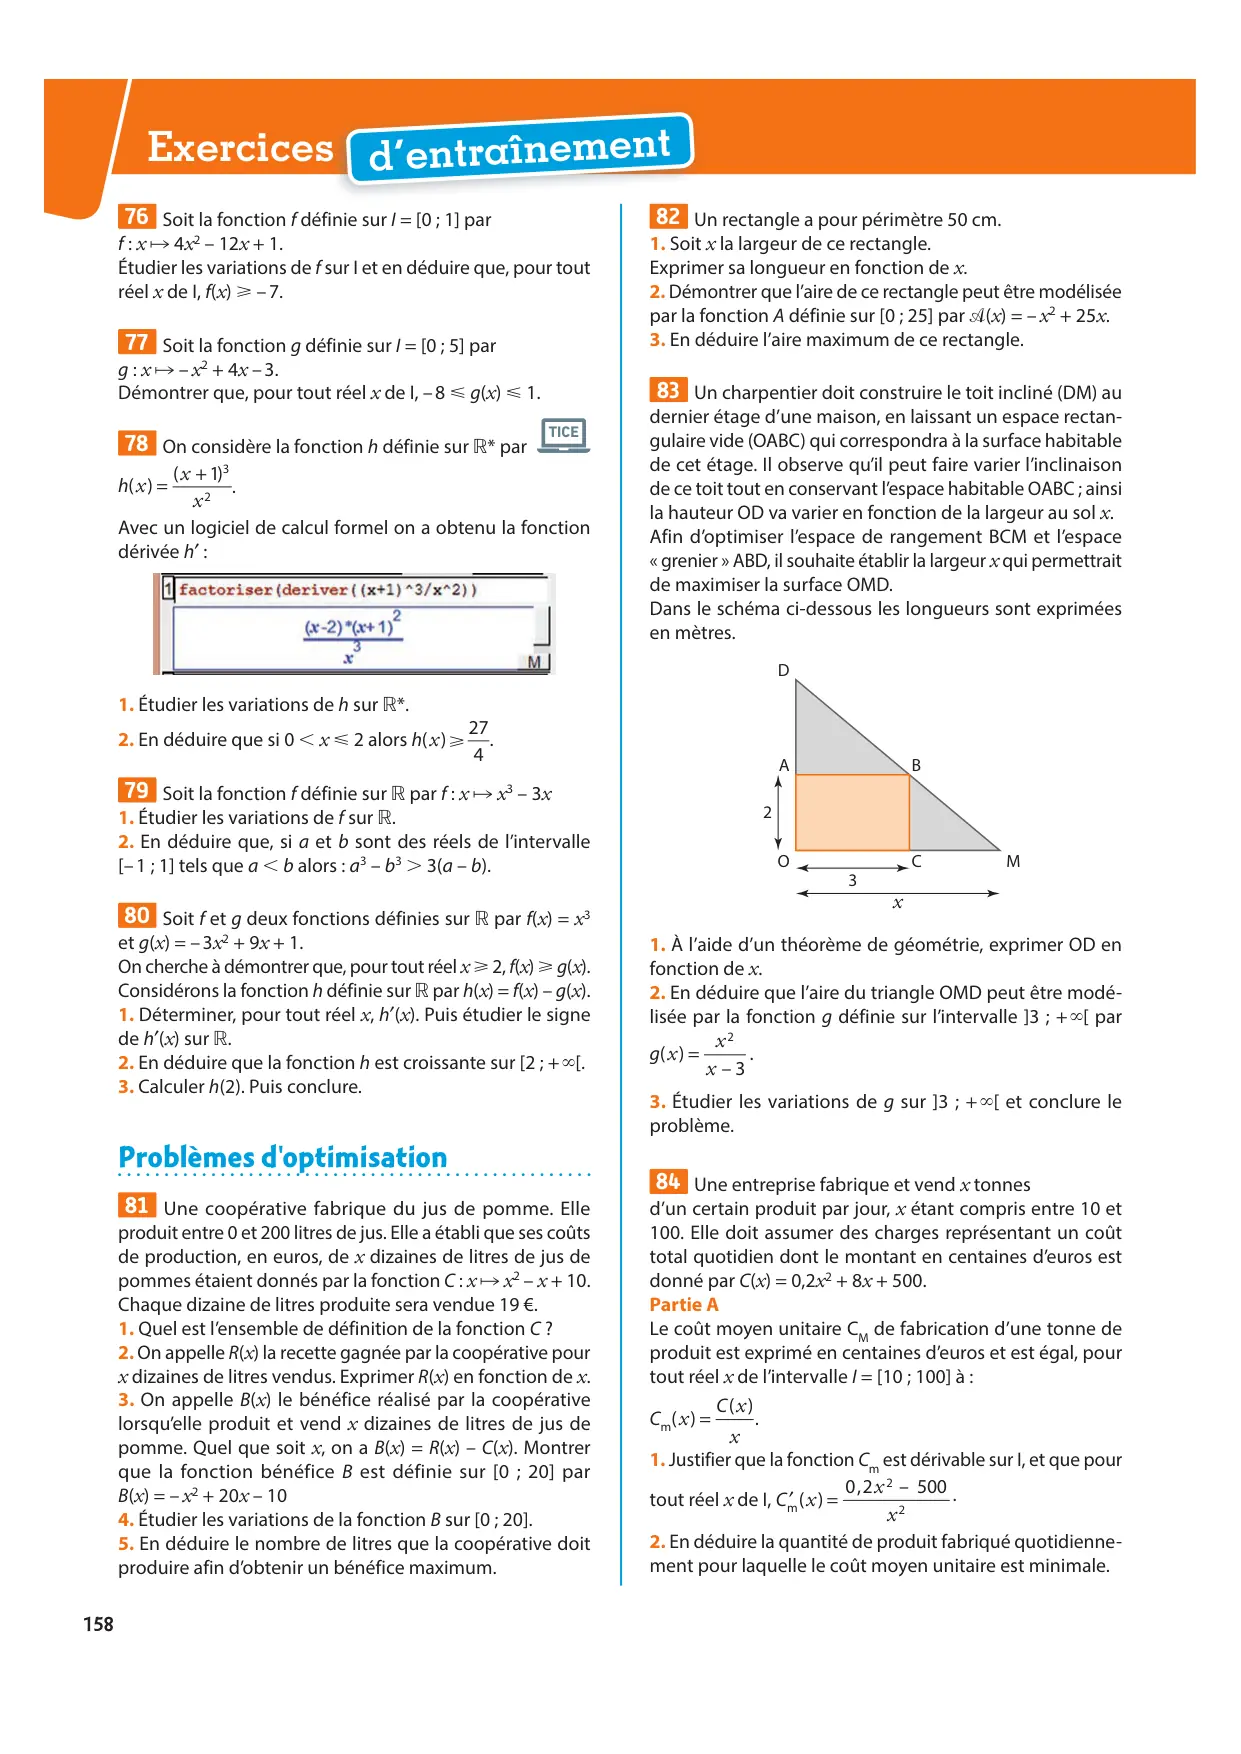 Exercices d'entraînement
76 Soit la fonction f définie sur I = [0 ; 1] par
f : x ↦ 4x² – 12x + 1.
Étudier les variations de f sur I et en déduire que, pour tout
réel x de I, f(x) ⩾ – 7.
77 Soit la fonction g définie sur I = [0 ; 5] par
g : x ↦ – x² + 4x – 3.
Démontrer que, pour tout réel x de I, – 8 ⩽ g(x) ⩽ 1.
78 On considère la fonction h définie sur ℝ* par
TICE
h(x) = (x + 1)³ / x².
Avec un logiciel de calcul formel on a obtenu la fonction
dérivée h′ :
1 factoriser(deriver((x+1)^3/x^2))
(x-2)*(x+1)² / x³
M
1. Étudier les variations de h sur ℝ*.
2. En déduire que si 0 < x ⩽ 2 alors h(x) ⩾ 27/4.
79 Soit la fonction f définie sur ℝ par f : x ↦ x³ – 3x
1. Étudier les variations de f sur ℝ.
2. En déduire que, si a et b sont des réels de l'intervalle
[– 1 ; 1] tels que a < b alors : a³ – b³ > 3(a – b).
80 Soit f et g deux fonctions définies sur ℝ par f(x) = x³
et g(x) = – 3x² + 9x + 1.
On cherche à démontrer que, pour tout réel x ⩾ 2, f(x) ⩾ g(x).
Considérons la fonction h définie sur ℝ par h(x) = f(x) – g(x).
1. Déterminer, pour tout réel x, h′(x). Puis étudier le signe
de h′(x) sur ℝ.
2. En déduire que la fonction h est croissante sur [2 ; + ∞[.
3. Calculer h(2). Puis conclure.
Problèmes d'optimisation
81 Une coopérative fabrique du jus de pomme. Elle
produit entre 0 et 200 litres de jus. Elle a établi que ses coûts
de production, en euros, de x dizaines de litres de jus de
pommes étaient donnés par la fonction C : x ↦ x² – x + 10.
Chaque dizaine de litres produite sera vendue 19 €.
1. Quel est l'ensemble de définition de la fonction C ?
2. On appelle R(x) la recette gagnée par la coopérative pour
x dizaines de litres vendus. Exprimer R(x) en fonction de x.
3. On appelle B(x) le bénéfice réalisé par la coopérative
lorsqu'elle produit et vend x dizaines de litres de jus de
pomme. Quel que soit x, on a B(x) = R(x) – C(x). Montrer
que la fonction bénéfice B est définie sur [0 ; 20] par
B(x) = – x² + 20x – 10
4. Étudier les variations de la fonction B sur [0 ; 20].
5. En déduire le nombre de litres que la coopérative doit
produire afin d'obtenir un bénéfice maximum.
82 Un rectangle a pour périmètre 50 cm.
1. Soit x la largeur de ce rectangle.
Exprimer sa longueur en fonction de x.
2. Démontrer que l'aire de ce rectangle peut être modélisée
par la fonction A définie sur [0 ; 25] par 𝒜(x) = – x² + 25x.
3. En déduire l'aire maximum de ce rectangle.
83 Un charpentier doit construire le toit incliné (DM) au
dernier étage d'une maison, en laissant un espace rectan-
gulaire vide (OABC) qui correspondra à la surface habitable
de cet étage. Il observe qu'il peut faire varier l'inclinaison
de ce toit tout en conservant l'espace habitable OABC ; ainsi
la hauteur OD va varier en fonction de la largeur au sol x.
Afin d'optimiser l'espace de rangement BCM et l'espace
« grenier » ABD, il souhaite établir la largeur x qui permettrait
de maximiser la surface OMD.
Dans le schéma ci-dessous les longueurs sont exprimées
en mètres.
D
A B
2
O C M
3
x
1. À l'aide d'un théorème de géométrie, exprimer OD en
fonction de x.
2. En déduire que l'aire du triangle OMD peut être modé-
lisée par la fonction g définie sur l'intervalle ]3 ; + ∞[ par
g(x) = x² / x – 3 .
3. Étudier les variations de g sur ]3 ; + ∞[ et conclure le
problème.
84 Une entreprise fabrique et vend x tonnes
d'un certain produit par jour, x étant compris entre 10 et
100. Elle doit assumer des charges représentant un coût
total quotidien dont le montant en centaines d'euros est
donné par C(x) = 0,2x² + 8x + 500.
Partie A
Le coût moyen unitaire C_M de fabrication d'une tonne de
produit est exprimé en centaines d'euros et est égal, pour
tout réel x de l'intervalle I = [10 ; 100] à :
C_m(x) = C(x) / x.
1. Justifier que la fonction C_m est dérivable sur I, et que pour
tout réel x de I, C′_m(x) = 0,2x² – 500 / x² .
2. En déduire la quantité de produit fabriqué quotidienne-
ment pour laquelle le coût moyen unitaire est minimale.
158